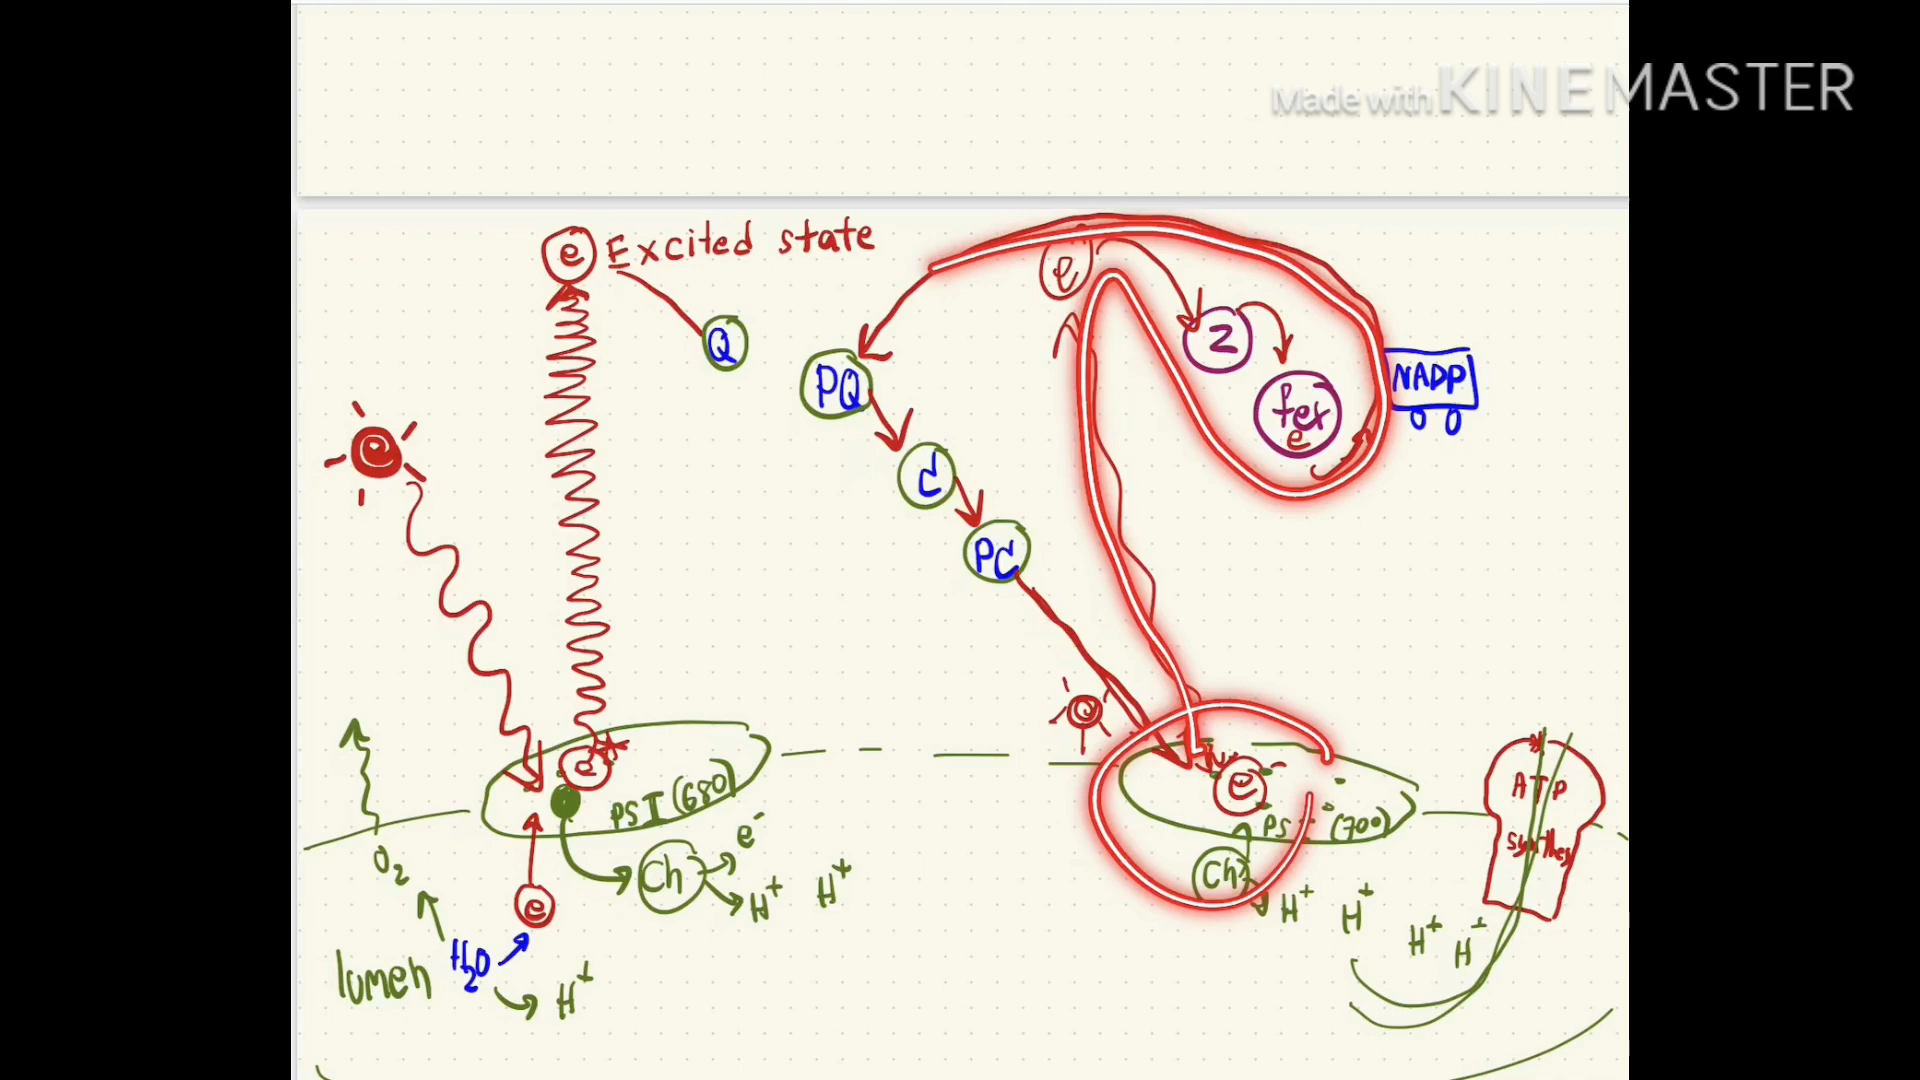 Made with KINEMASTER
e Excited state
e
Q
Z
PQ
fer
e
NADP
e
PC
e
PS I (680)
e
PS (700)
ATP
O2
Ch
e-
H+
H+
Ch
H+
H+
H+
H+
e
lumen
H2O
H+